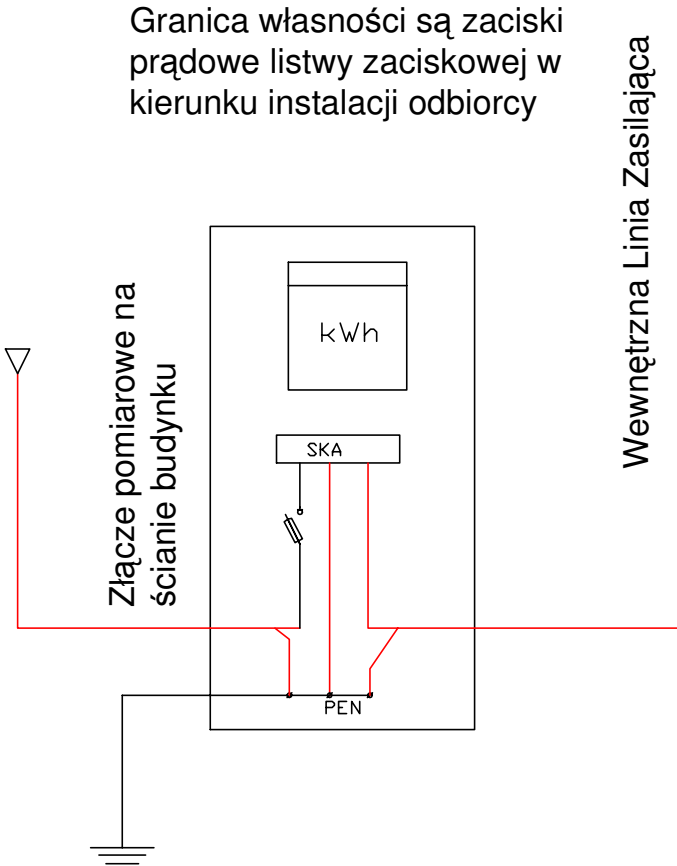 Granica własności są zaciski
prądowe listwy zaciskowej w
kierunku instalacji odbiorcy
Wewnętrzna Linia Zasilająca
Złącze pomiarowe na
ścianie budynku
kWh
SKA
PEN